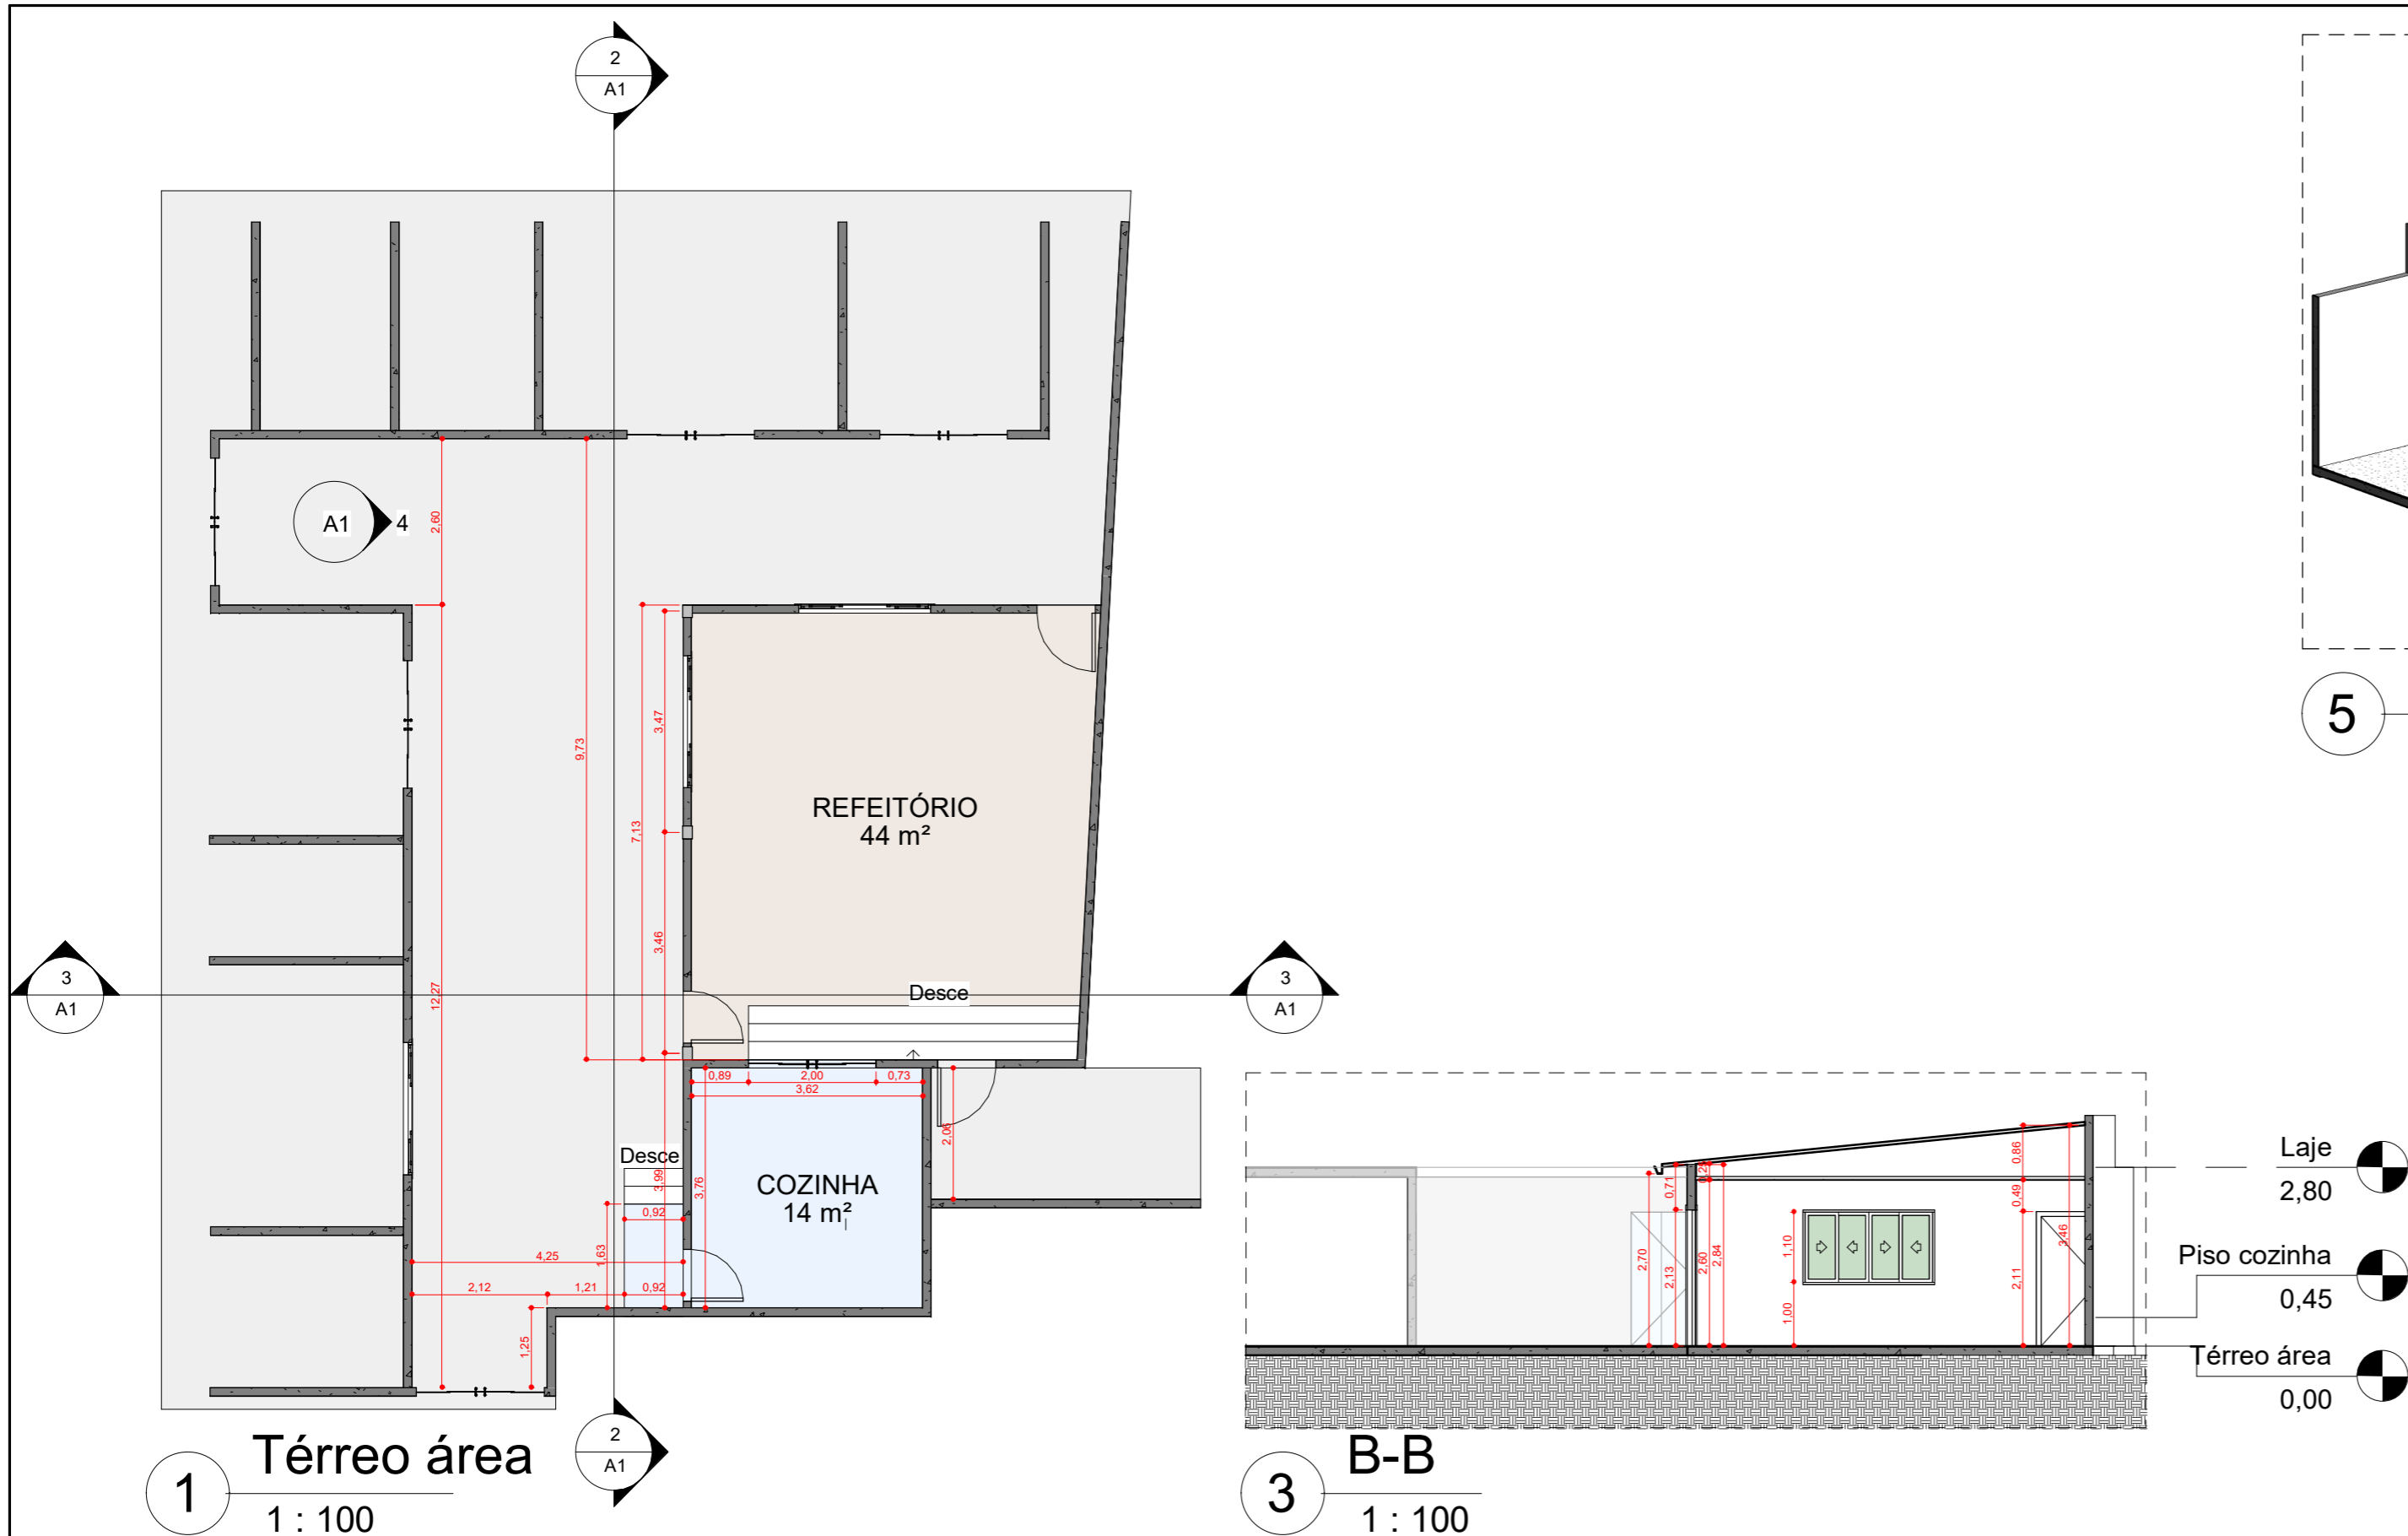 2
A1
A1
4
2,60
9,73
3,47
7,13
REFEITÓRIO
44 m²
3,46
12,27
3
A1
Desce
3
A1
0,89
2,00
0,73
3,62
2,06
Desce
3,99
3,76
COZINHA
14 m²
0,92
1,63
4,25
2,12
1,21
0,92
1,25
2
A1
1
Térreo área
1 : 100
5
0,86
0,71
0,49
3,46
2,70
2,13
2,60
2,84
1,10
1,00
2,11
Laje
2,80
Piso cozinha
0,45
Térreo área
0,00
3
B-B
1 : 100